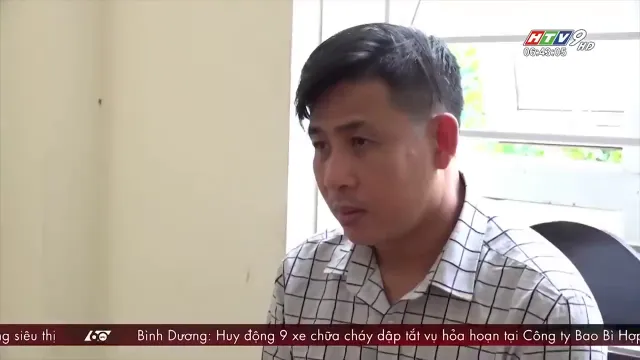 HTV9 HD
06:43:05
ng siêu thị 60 Bình Dương: Huy động 9 xe chữa cháy dập tắt vụ hỏa hoạn tại Công ty Bao Bì Hợp